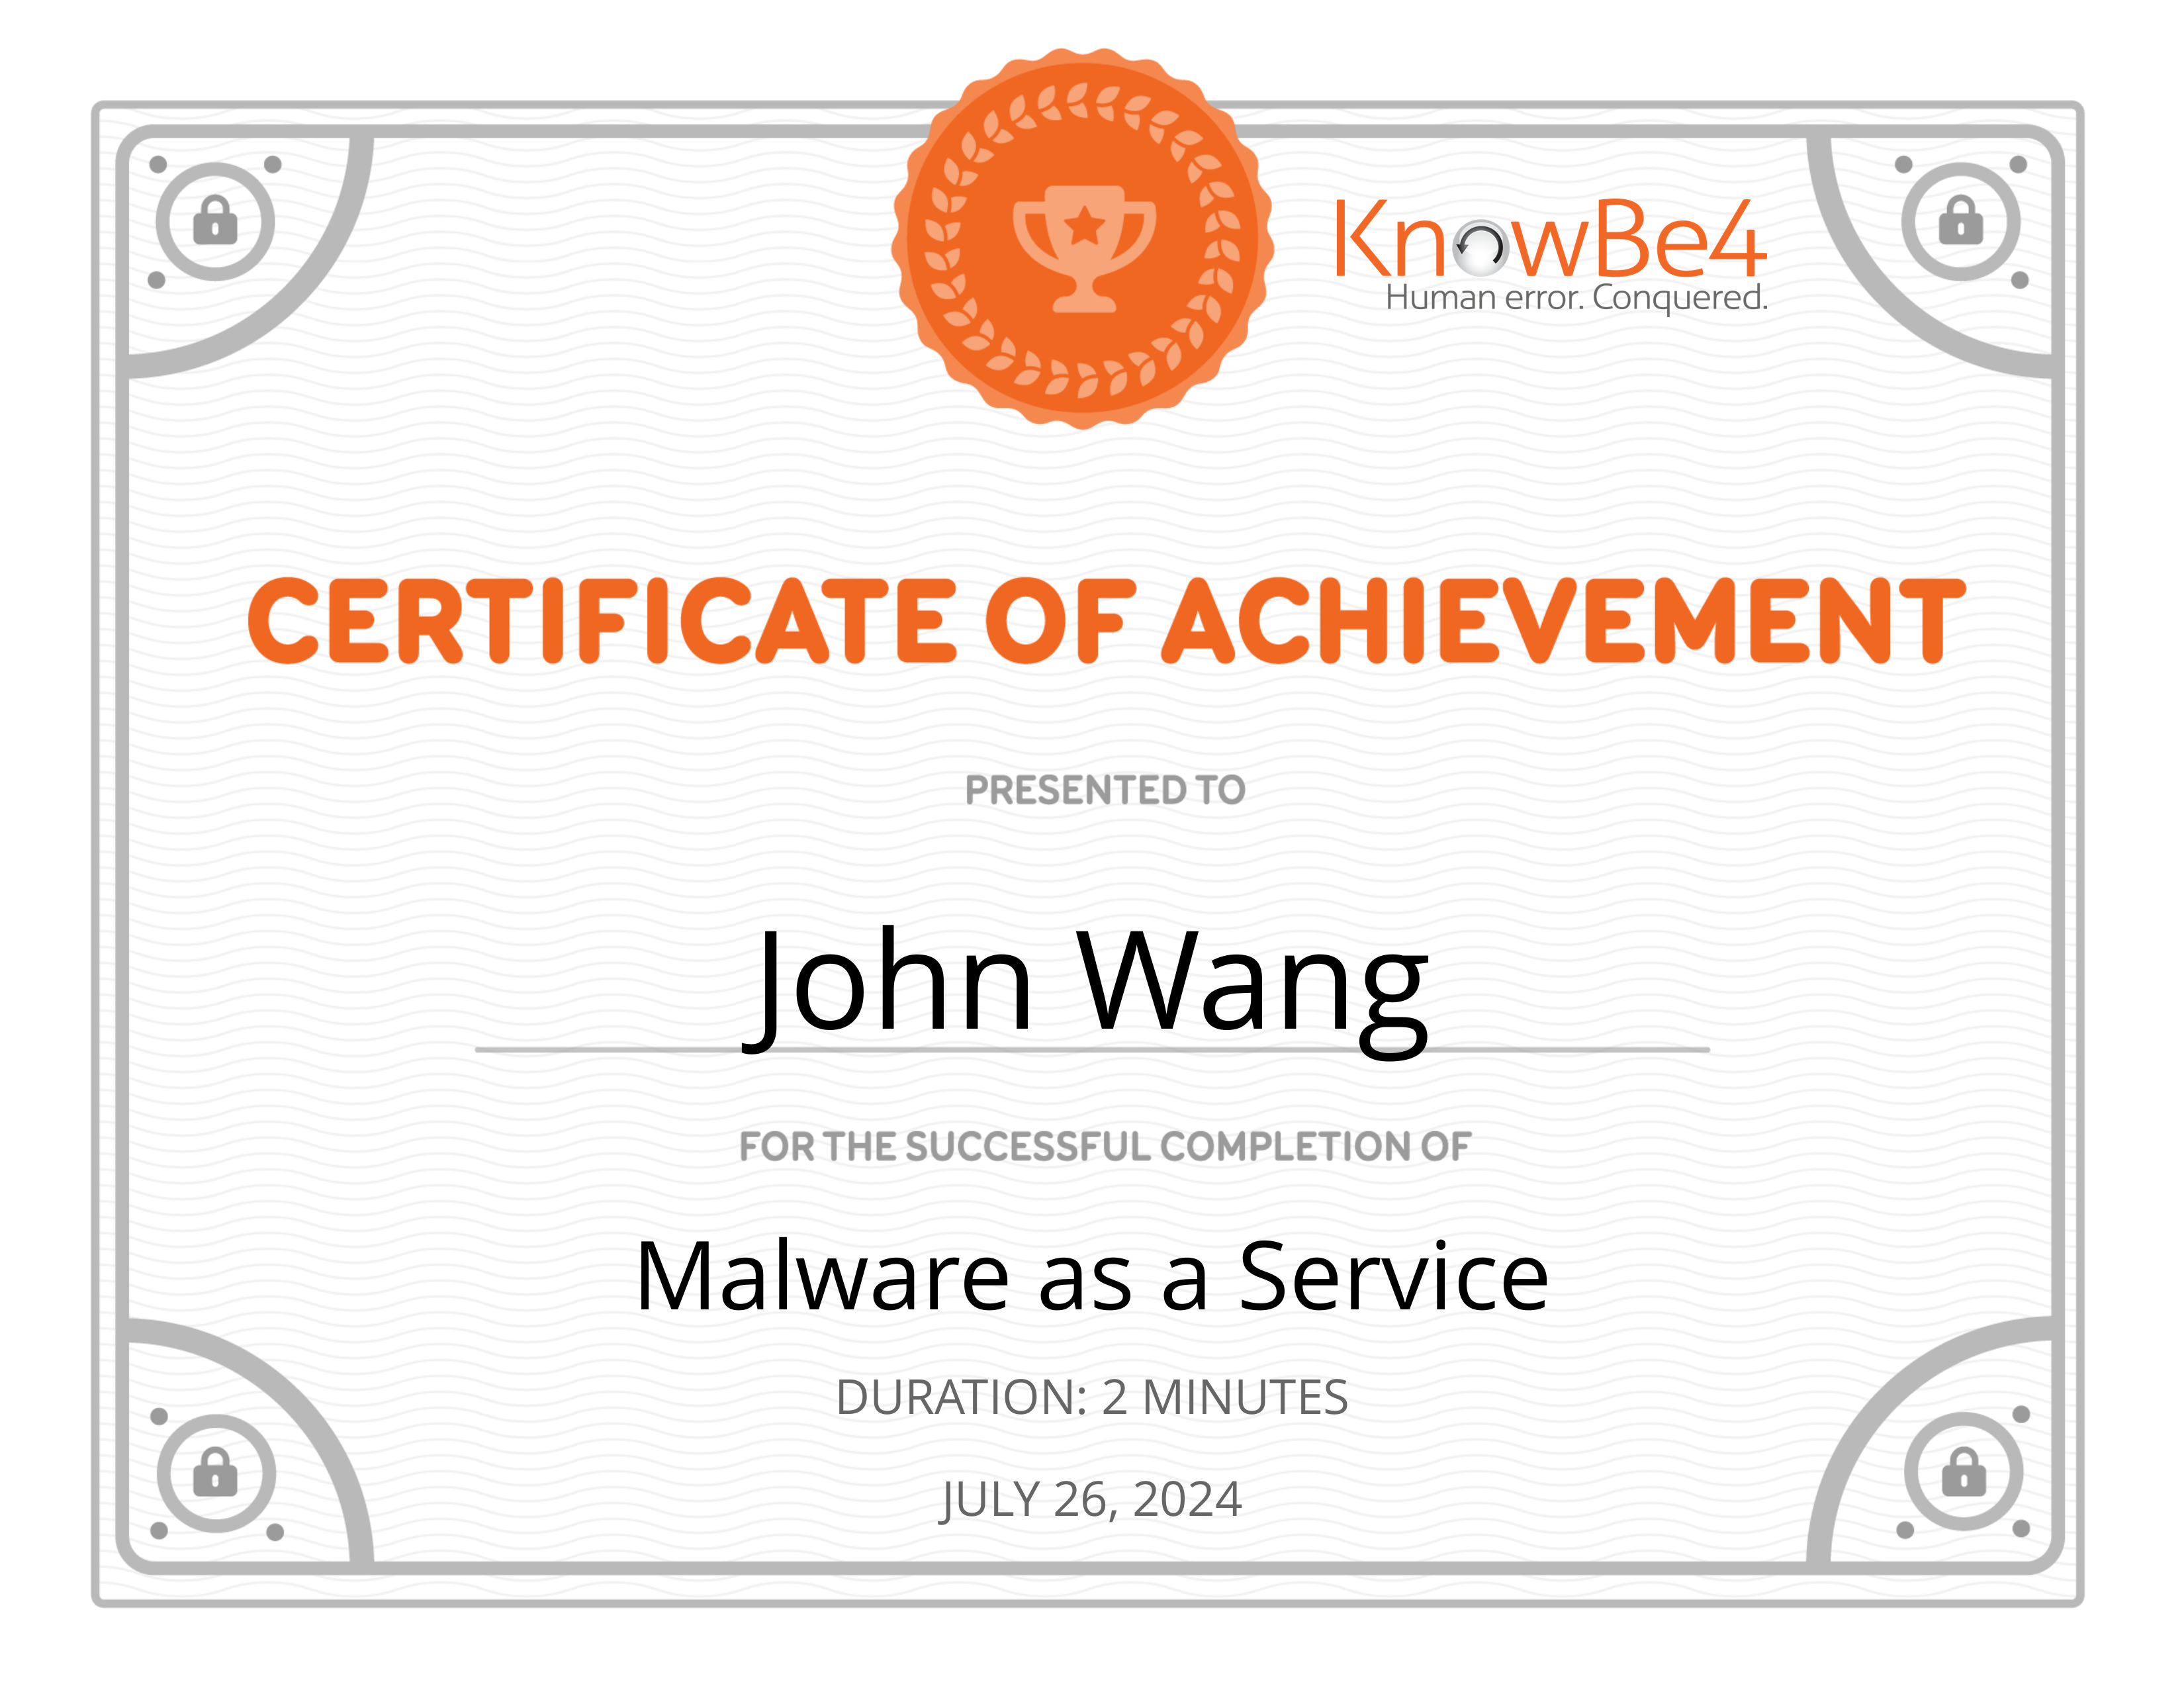 KnowBe4
Human error. Conquered.
CERTIFICATE OF ACHIEVEMENT
PRESENTED TO
John Wang
FOR THE SUCCESSFUL COMPLETION OF
Malware as a Service
DURATION: 2 MINUTES
JULY 26, 2024